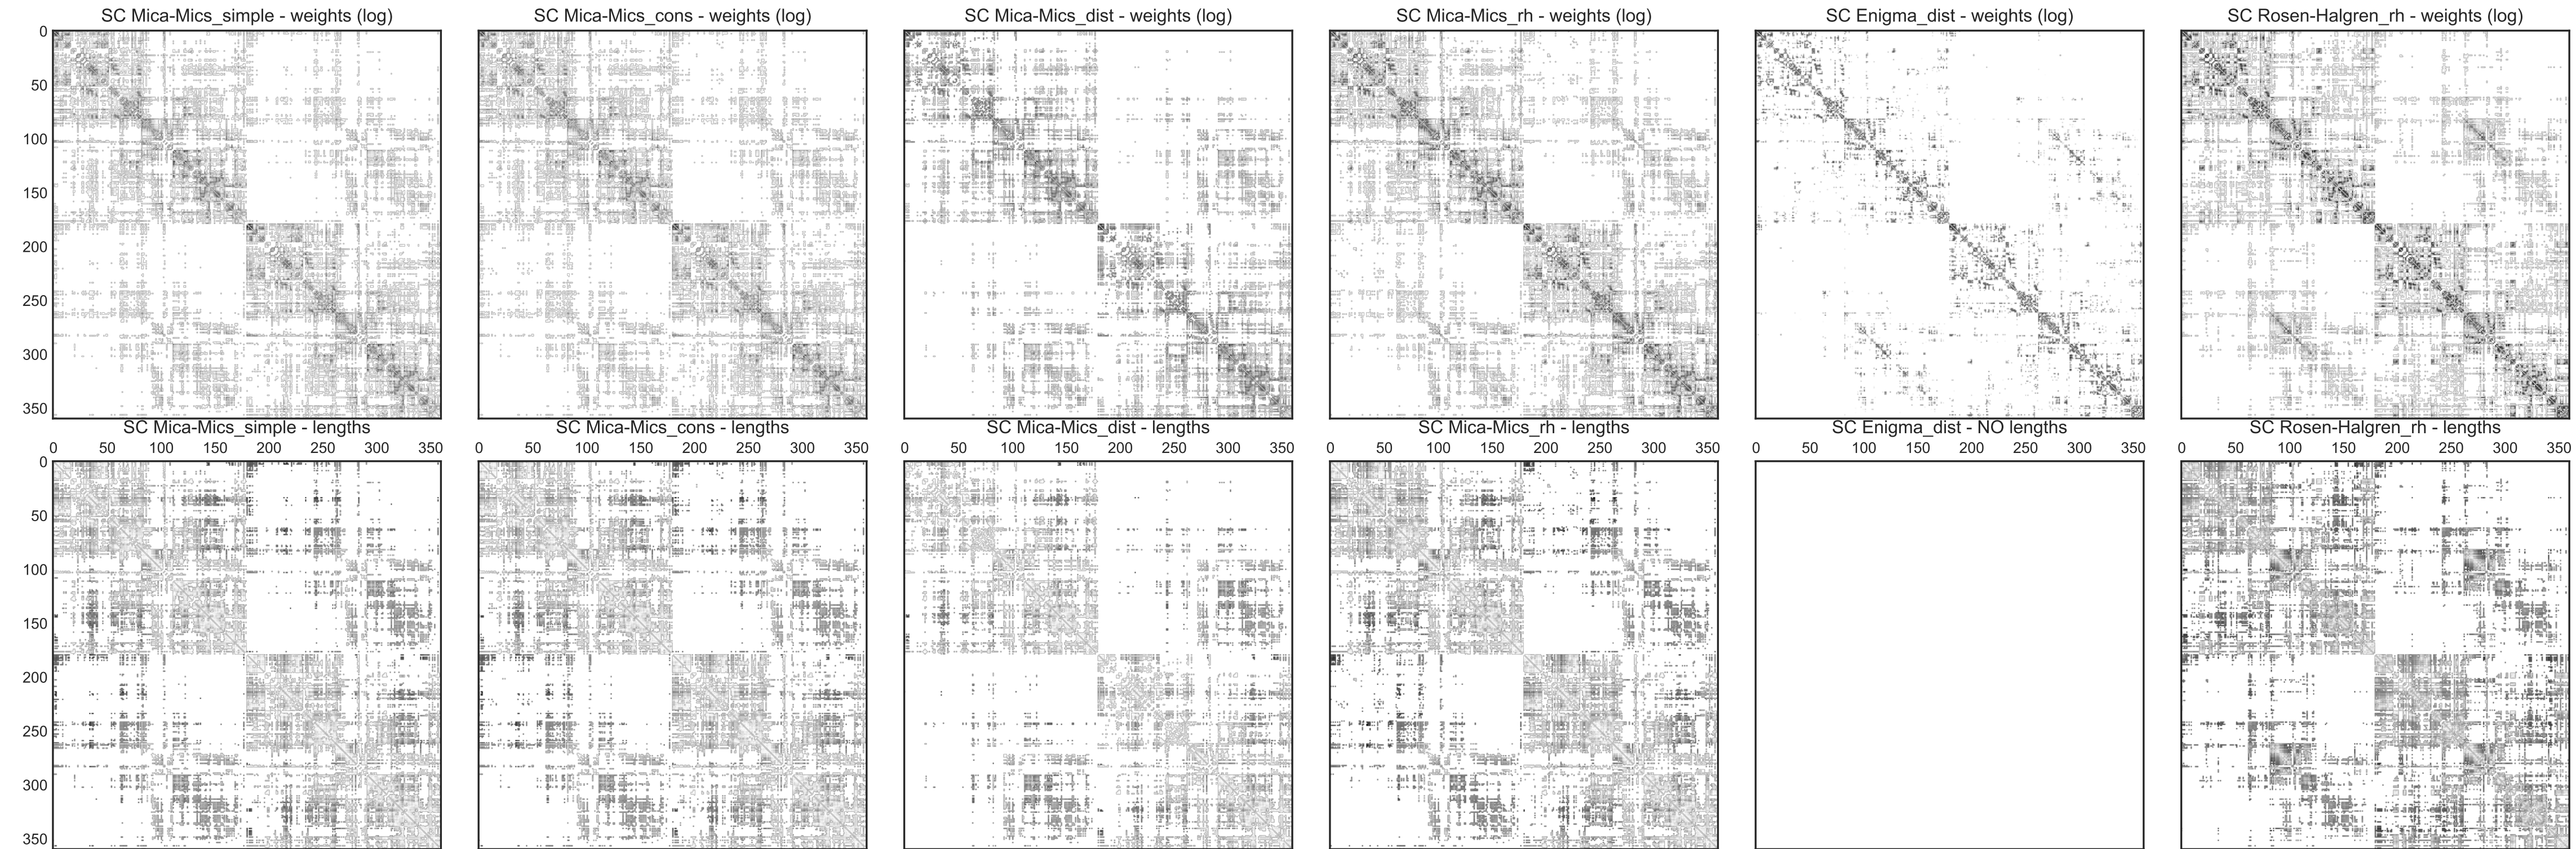 SC Mica-Mics_simple - weights (log)
SC Mica-Mics_cons - weights (log)
SC Mica-Mics_dist - weights (log)
SC Mica-Mics_rh - weights (log)
SC Enigma_dist - weights (log)
SC Rosen-Halgren_rh - weights (log)
0
50
100
150
200
250
300
350
SC Mica-Mics_simple - lengths
SC Mica-Mics_cons - lengths
SC Mica-Mics_dist - lengths
SC Mica-Mics_rh - lengths
SC Enigma_dist - NO lengths
SC Rosen-Halgren_rh - lengths
0 50 100 150 200 250 300 350
0 50 100 150 200 250 300 350
0 50 100 150 200 250 300 350
0 50 100 150 200 250 300 350
0 50 100 150 200 250 300 350
0 50 100 150 200 250 300 350
0
50
100
150
200
250
300
350